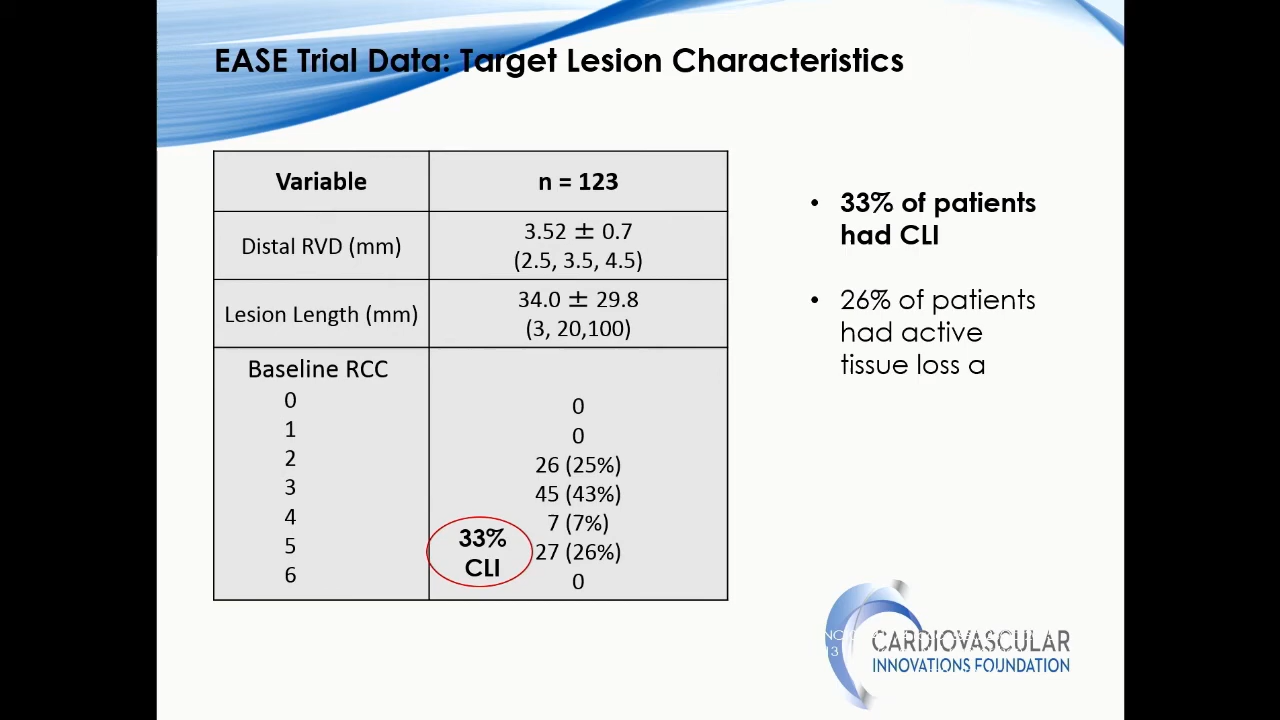 EASE Trial Data: Target Lesion Characteristics
Variable n = 123
Distal RVD (mm) 3.52 ± 0.7
(2.5, 3.5, 4.5)
Lesion Length (mm) 34.0 ± 29.8
(3, 20,100)
Baseline RCC
0 0
1 0
2 26 (25%)
3 45 (43%)
4 7 (7%)
5 27 (26%)
6 0
33%
CLI
• 33% of patients
had CLI
• 26% of patients
had active
tissue loss a
CARDIOVASCULAR
INNOVATIONS FOUNDATION